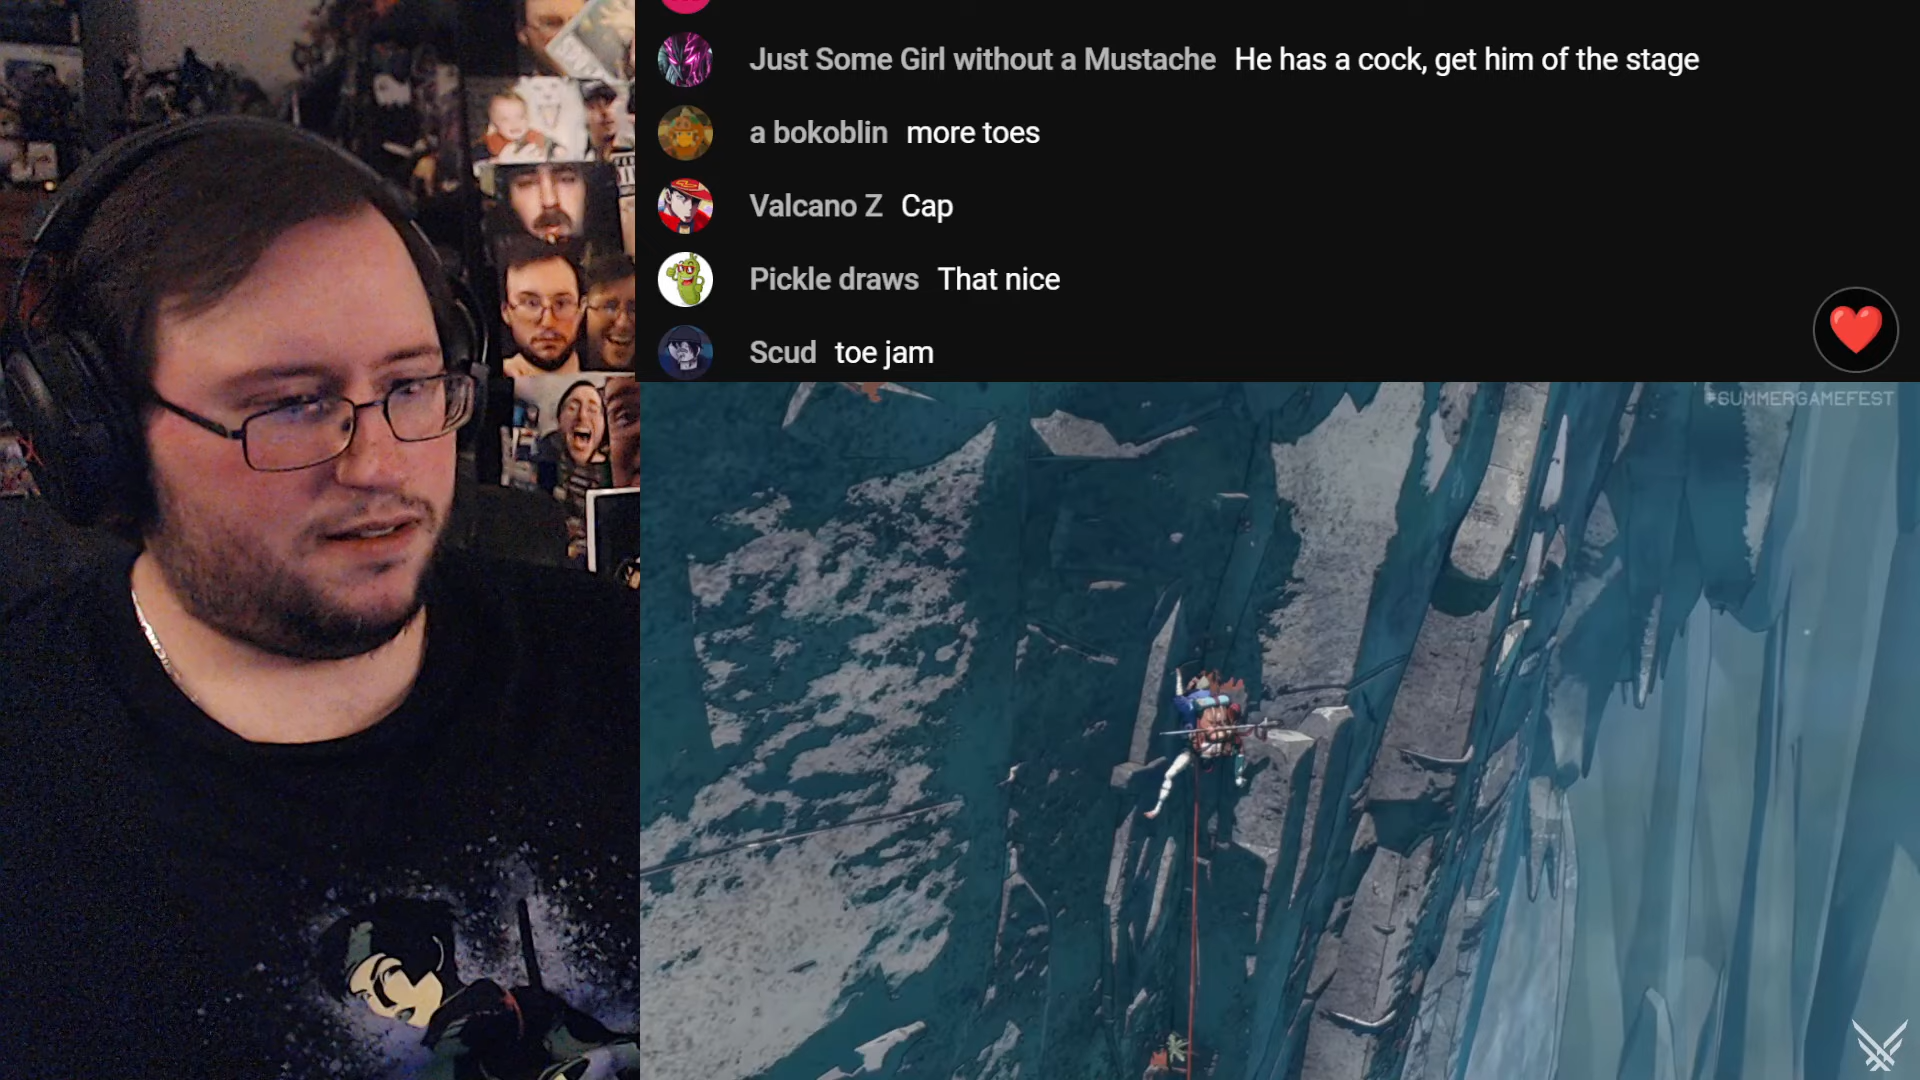 Just Some Girl without a Mustache He has a cock, get him of the stage
a bokoblin more toes
Valcano Z Cap
Pickle draws That nice
Scud toe jam
#SUMMERGAMEFEST